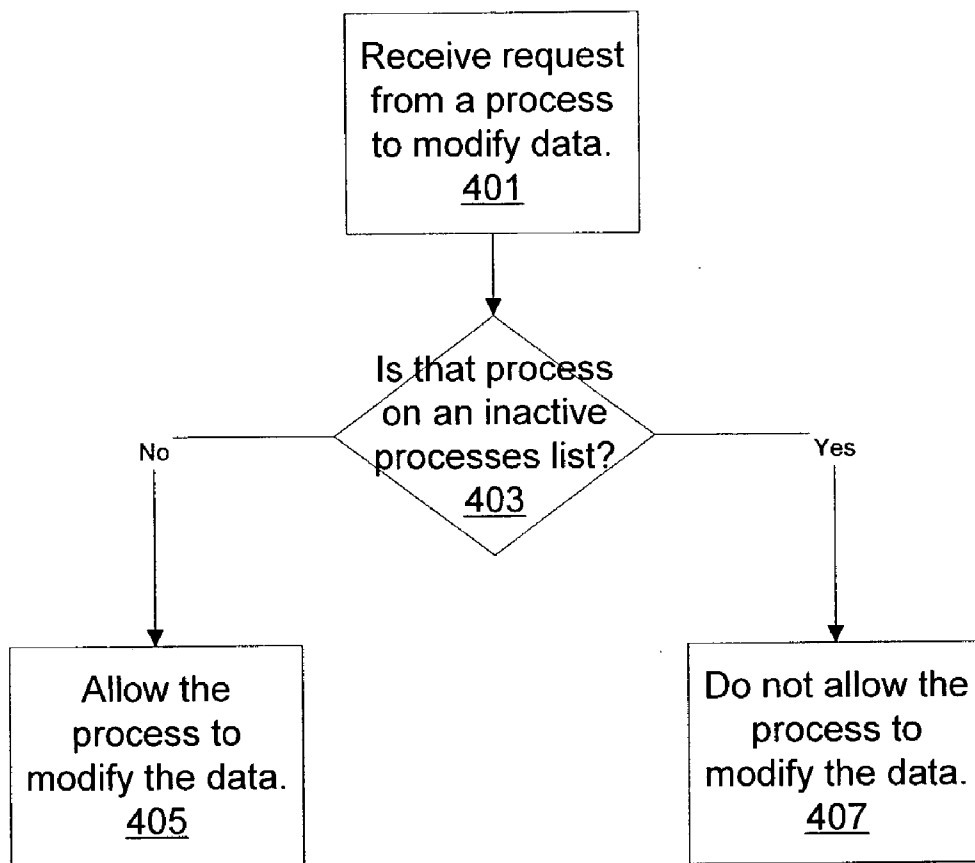 Receive request
from a process
to modify data.
401
Is that process
on an inactive
processes list?
403
No
Yes
Allow the
process to
modify the data.
405
Do not allow the
process to
modify the data.
407